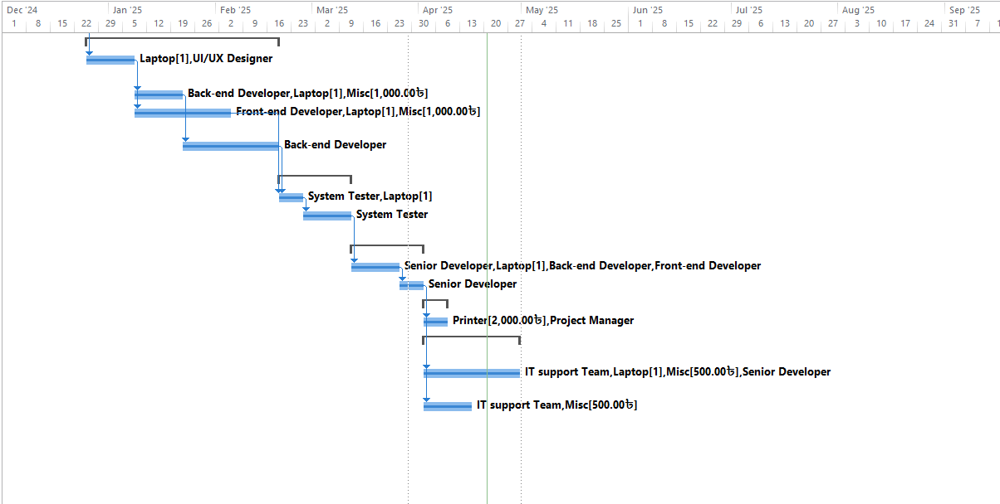 Dec '24 Jan '25 Feb '25 Mar '25 Apr '25 May '25 Jun '25 Jul '25 Aug '25 Sep '25
1 8 15 22 29 5 12 19 26 2 9 16 23 2 9 16 23 30 6 13 20 27 4 11 18 25 1 8 15 22 29 6 13 20 27 3 10 17 24 31 7
Laptop[1],UI/UX Designer
Back-end Developer,Laptop[1],Misc[1,000.00৳]
Front-end Developer,Laptop[1],Misc[1,000.00৳]
Back-end Developer
System Tester,Laptop[1]
System Tester
Senior Developer,Laptop[1],Back-end Developer,Front-end Developer
Senior Developer
Printer[2,000.00৳],Project Manager
IT support Team,Laptop[1],Misc[500.00৳],Senior Developer
IT support Team,Misc[500.00৳]